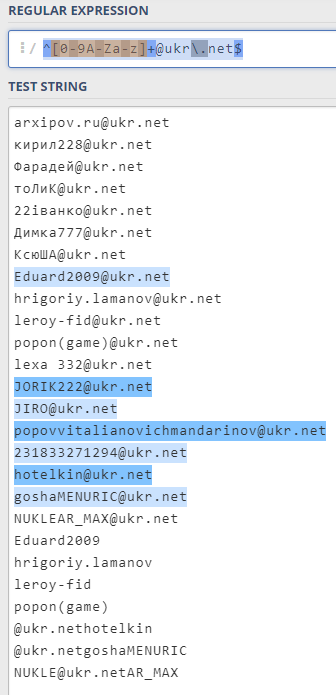 REGULAR EXPRESSION
/ ^[0-9A-Za-z]+@ukr\.net$
TEST STRING
arxipov.ru@ukr.net
кирил228@ukr.net
Фарадей@ukr.net
тоЛиК@ukr.net
22іванко@ukr.net
Димка777@ukr.net
КсюША@ukr.net
Eduard2009@ukr.net
hrigoriy.lamanov@ukr.net
leroy-fid@ukr.net
popon(game)@ukr.net
lexa 332@ukr.net
JORIK222@ukr.net
JIRO@ukr.net
popovvitalianovichmandarinov@ukr.net
231833271294@ukr.net
hotelkin@ukr.net
goshaMENURIC@ukr.net
NUKLEAR_MAX@ukr.net
Eduard2009
hrigoriy.lamanov
leroy-fid
popon(game)
@ukr.nethotelkin
@ukr.netgoshaMENURIC
NUKLE@ukr.netAR_MAX